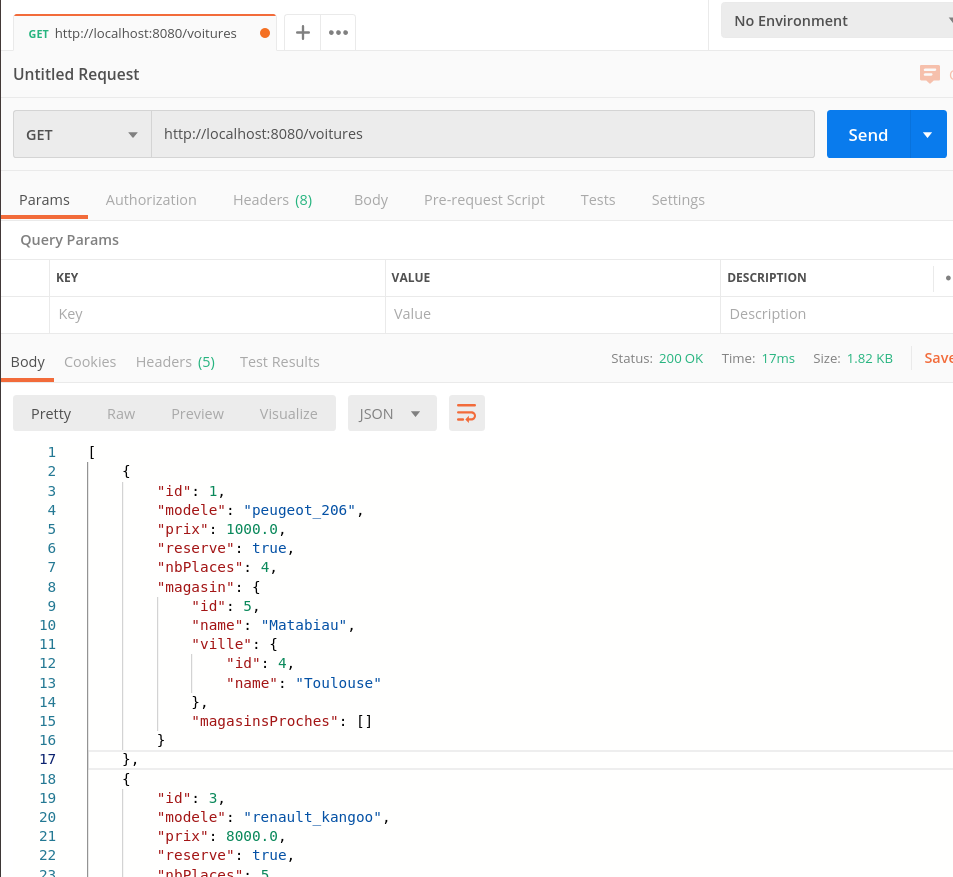 GET http://localhost:8080/voitures
No Environment
Untitled Request
GET http://localhost:8080/voitures Send
Params Authorization Headers (8) Body Pre-request Script Tests Settings
Query Params
KEY VALUE DESCRIPTION
Key Value Description
Body Cookies Headers (5) Test Results Status: 200 OK Time: 17ms Size: 1.82 KB Save
Pretty Raw Preview Visualize JSON
1 [
2 {
3 "id": 1,
4 "modele": "peugeot_206",
5 "prix": 1000.0,
6 "reserve": true,
7 "nbPlaces": 4,
8 "magasin": {
9 "id": 5,
10 "name": "Matabiau",
11 "ville": {
12 "id": 4,
13 "name": "Toulouse"
14 },
15 "magasinsProches": []
16 }
17 },
18 {
19 "id": 3,
20 "modele": "renault_kangoo",
21 "prix": 8000.0,
22 "reserve": true,
23 "nbPlaces": 5